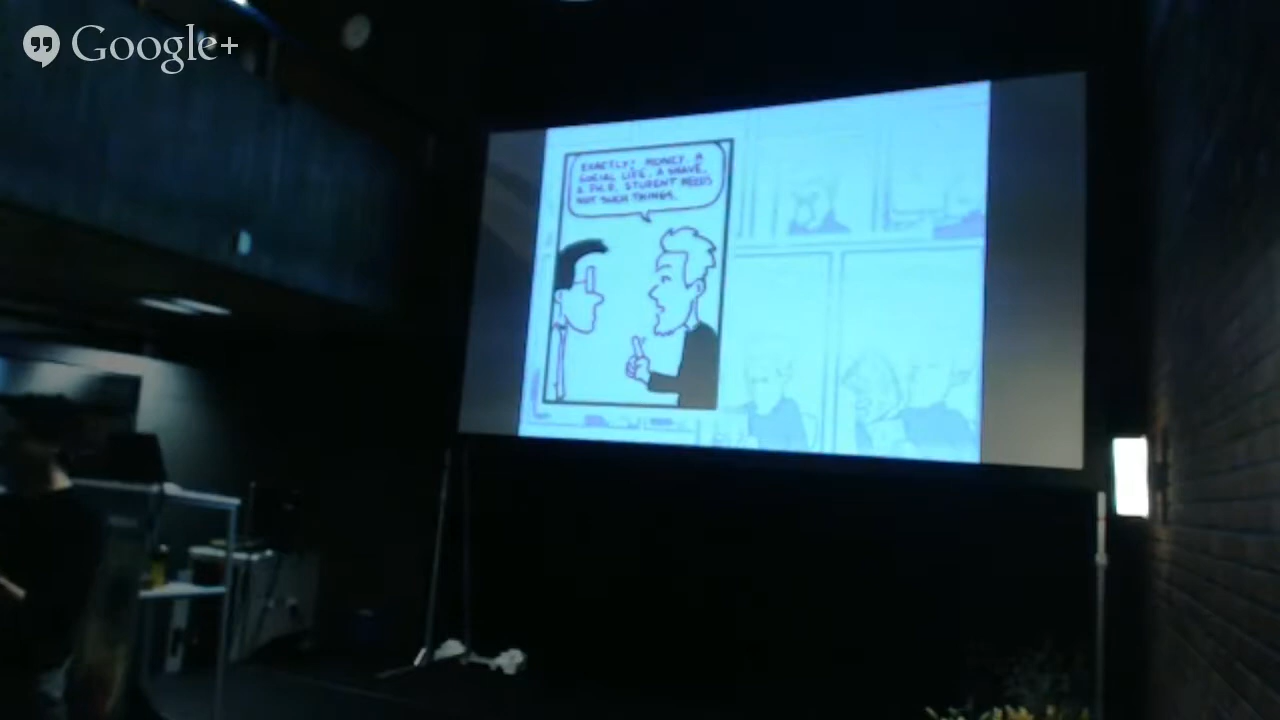 Google+
EXACTLY! MONEY, A
SOCIAL LIFE, A SHAVE,
A PH.D. STUDENT NEEDS
NOT SUCH THINGS.